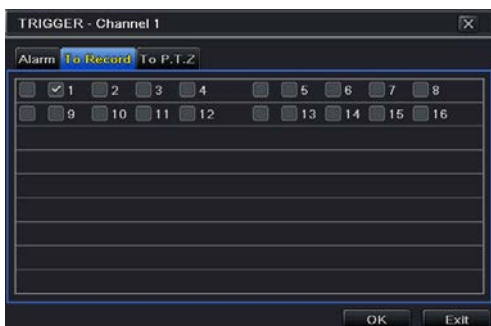 TRIGGER - Channel 1
Alarm To Record To P.T.Z
1 2 3 4 5 6 7 8
9 10 11 12 13 14 15 16
OK Exit